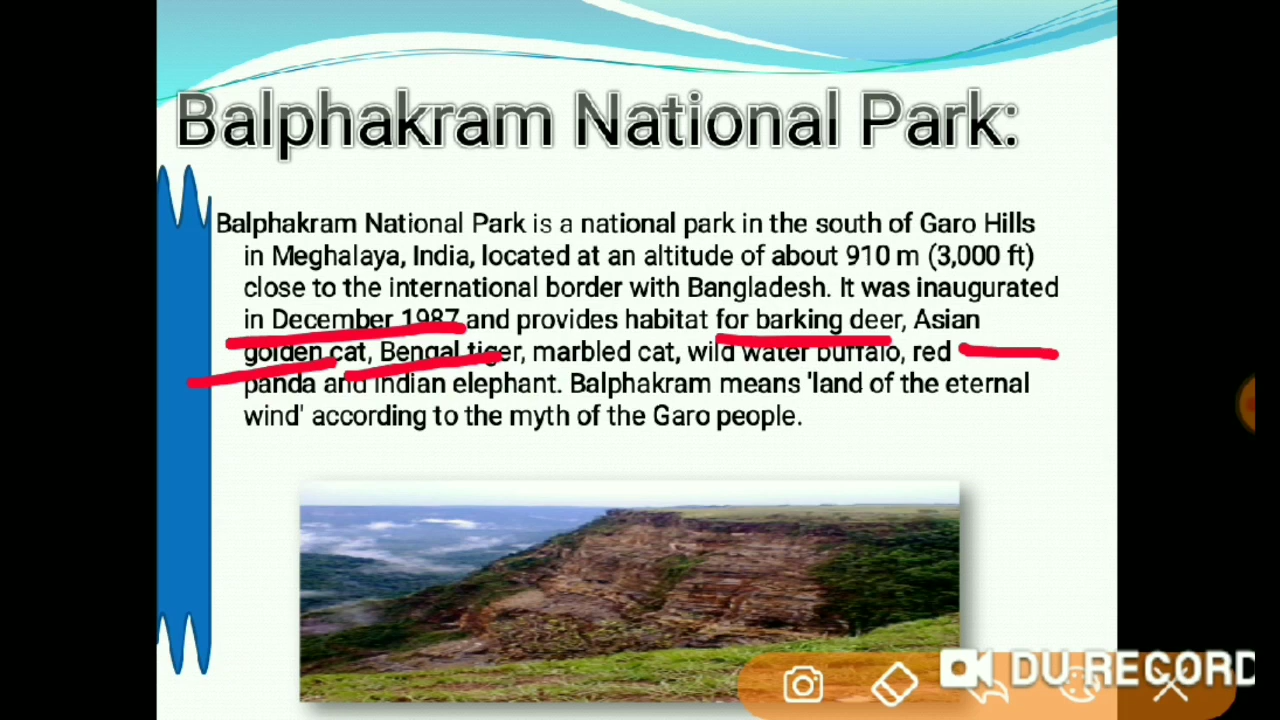 Balphakram National Park:
Balphakram National Park is a national park in the south of Garo Hills
in Meghalaya, India, located at an altitude of about 910 m (3,000 ft)
close to the international border with Bangladesh. It was inaugurated
in December 1987 and provides habitat for barking deer, Asian
golden cat, Bengal tiger, marbled cat, wild water buffalo, red
panda and Indian elephant. Balphakram means 'land of the eternal
wind' according to the myth of the Garo people.
DU RECORD